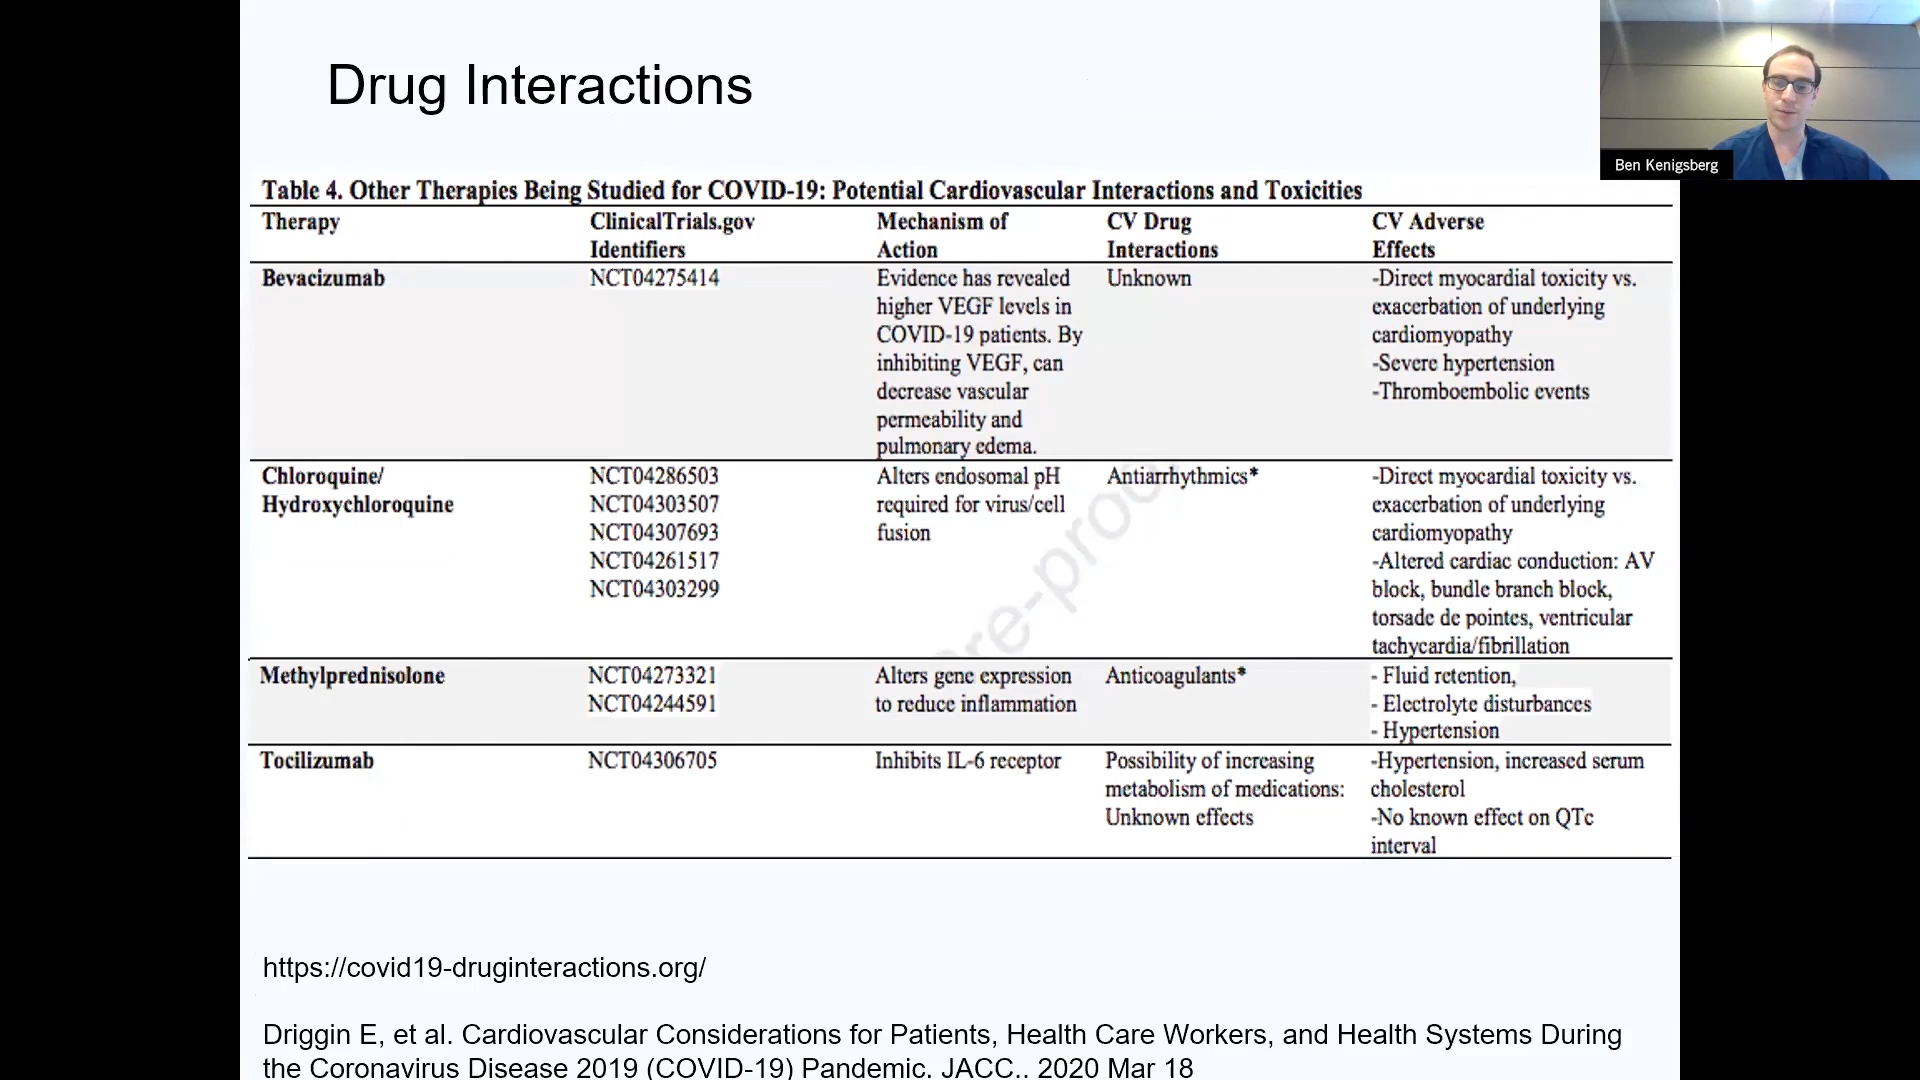 Drug Interactions
Ben Kenigsberg
Table 4. Other Therapies Being Studied for COVID-19: Potential Cardiovascular Interactions and Toxicities
Therapy
ClinicalTrials.gov
Identifiers
Mechanism of
Action
CV Drug
Interactions
CV Adverse
Effects
Bevacizumab
NCT04275414
Evidence has revealed
higher VEGF levels in
COVID-19 patients. By
inhibiting VEGF, can
decrease vascular
permeability and
pulmonary edema.
Unknown
-Direct myocardial toxicity vs.
exacerbation of underlying
cardiomyopathy
-Severe hypertension
-Thromboembolic events
Chloroquine/
Hydroxychloroquine
NCT04286503
NCT04303507
NCT04307693
NCT04261517
NCT04303299
Alters endosomal pH
required for virus/cell
fusion
Antiarrhythmics*
-Direct myocardial toxicity vs.
exacerbation of underlying
cardiomyopathy
-Altered cardiac conduction: AV
block, bundle branch block,
torsade de pointes, ventricular
tachycardia/fibrillation
Methylprednisolone
NCT04273321
NCT04244591
Alters gene expression
to reduce inflammation
Anticoagulants*
- Fluid retention,
- Electrolyte disturbances
- Hypertension
Tocilizumab
NCT04306705
Inhibits IL-6 receptor
Possibility of increasing
metabolism of medications:
Unknown effects
-Hypertension, increased serum
cholesterol
-No known effect on QTc
interval
https://covid19-druginteractions.org/
Driggin E, et al. Cardiovascular Considerations for Patients, Health Care Workers, and Health Systems During
the Coronavirus Disease 2019 (COVID-19) Pandemic. JACC.. 2020 Mar 18